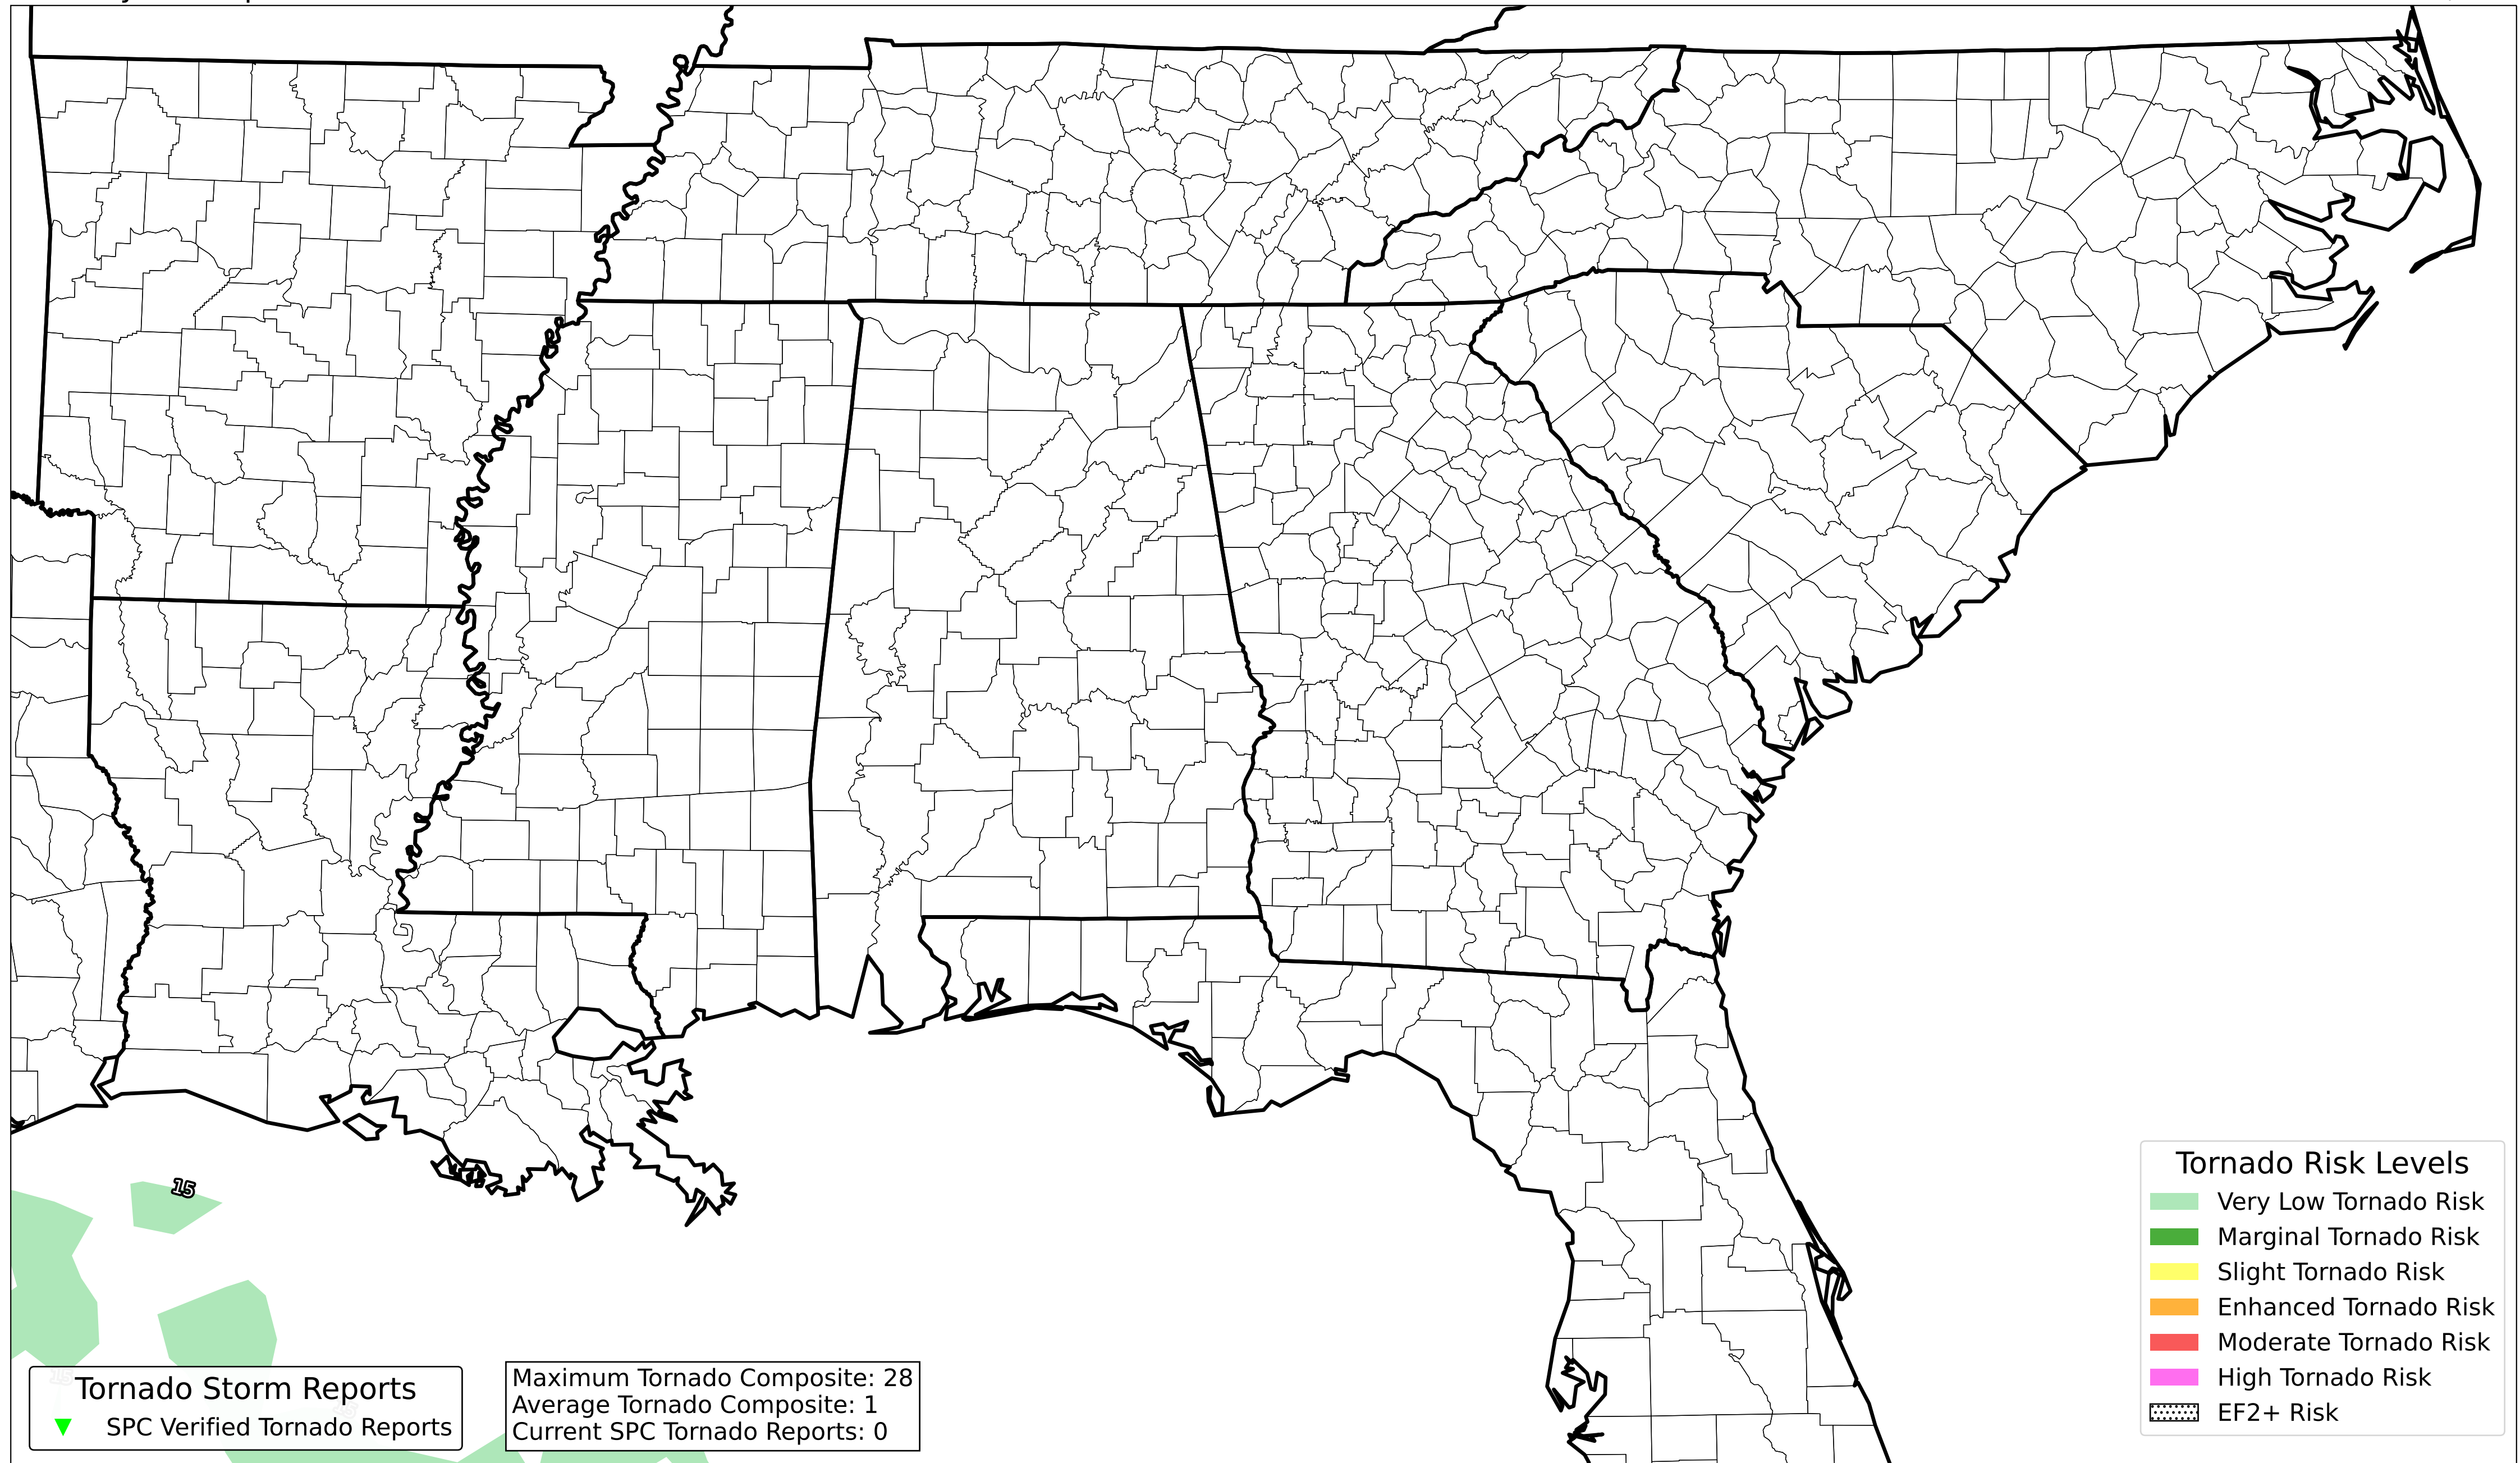 15
Tornado Risk Levels
Very Low Tornado Risk
Marginal Tornado Risk
Slight Tornado Risk
Enhanced Tornado Risk
Moderate Tornado Risk
High Tornado Risk
EF2+ Risk
Tornado Storm Reports
SPC Verified Tornado Reports
Maximum Tornado Composite: 28
Average Tornado Composite: 1
Current SPC Tornado Reports: 0